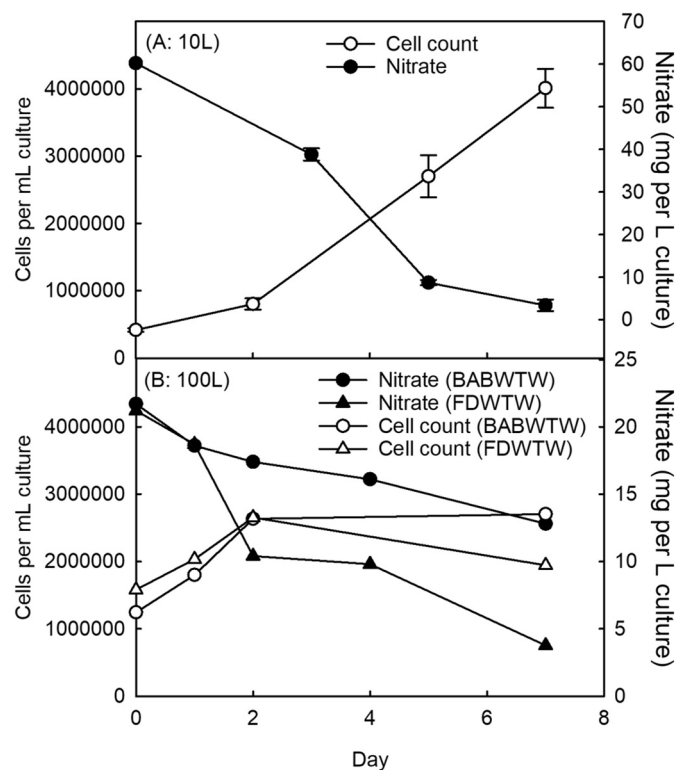 (A: 10L)
Cell count
Nitrate
4000000
3000000
2000000
1000000
0
Cells per mL culture
70
60
50
40
30
20
10
0
Nitrate (mg per L culture)
(B: 100L)
Nitrate (BABWTW)
Nitrate (FDWTW)
Cell count (BABWTW)
Cell count (FDWTW)
4000000
3000000
2000000
1000000
0
Cells per mL culture
25
20
15
10
5
0
Nitrate (mg per L culture)
0 2 4 6 8
Day